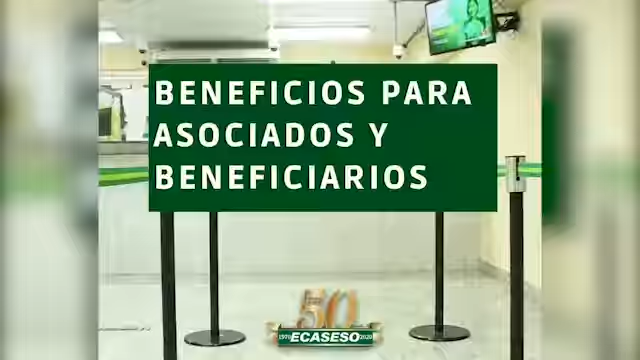 BENEFICIOS PARA
ASOCIADOS Y
BENEFICIARIOS
50
1970 ECASESO 2020